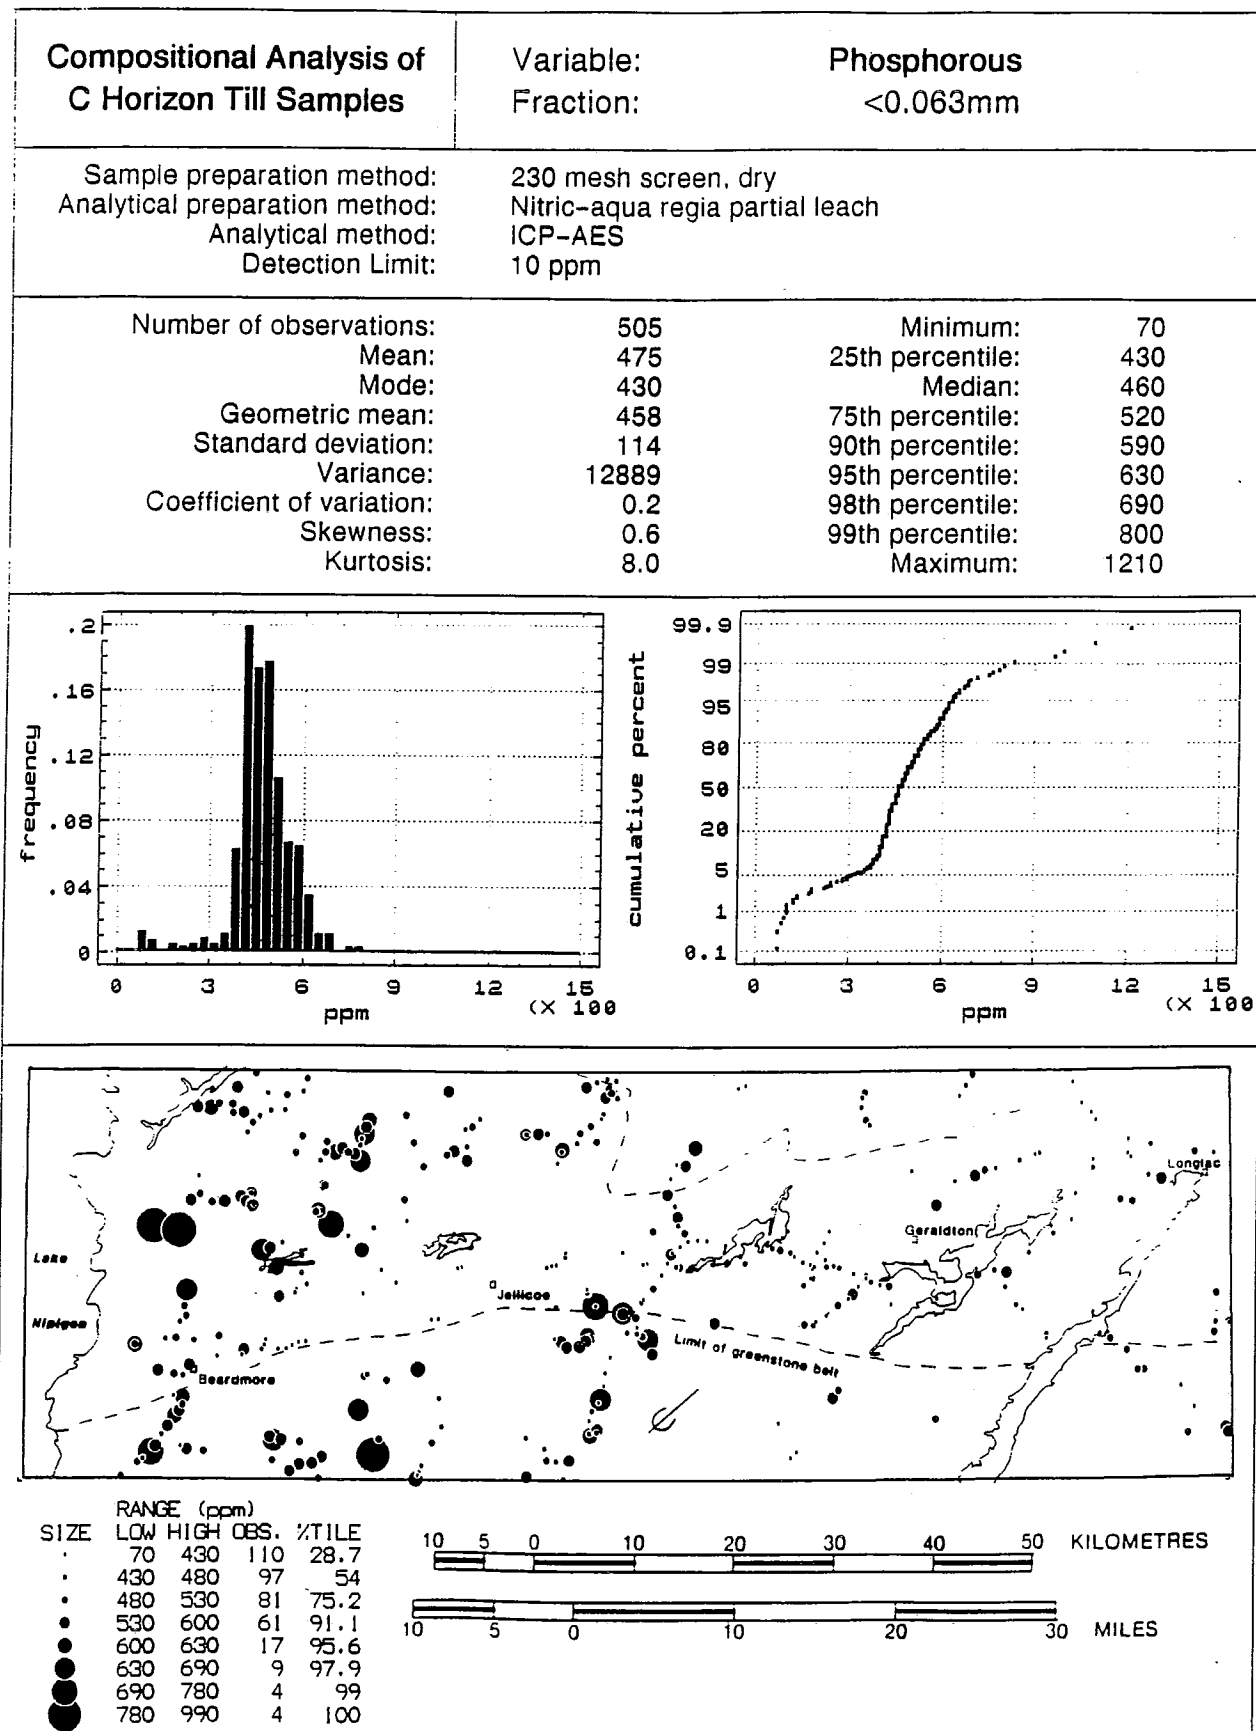 Compositional Analysis of
C Horizon Till Samples
Variable: Phosphorous
Fraction: <0.063mm
Sample preparation method: 230 mesh screen, dry
Analytical preparation method: Nitric-aqua regia partial leach
Analytical method: ICP-AES
Detection Limit: 10 ppm
Number of observations: 505 Minimum: 70
Mean: 475 25th percentile: 430
Mode: 430 Median: 460
Geometric mean: 458 75th percentile: 520
Standard deviation: 114 90th percentile: 590
Variance: 12889 95th percentile: 630
Coefficient of variation: 0.2 98th percentile: 690
Skewness: 0.6 99th percentile: 800
Kurtosis: 8.0 Maximum: 1210
frequency
.2
.16
.12
.08
.04
0
0 3 6 9 12 15
ppm (X 100
cumulative percent
99.9
99
95
80
50
20
5
1
0.1
0 3 6 9 12 15
ppm (X 100
Longlac
Geraldton
Lake
Nipigon
Jellicoe
Limit of greenstone belt
Beardmore
RANGE (ppm)
SIZE LOW HIGH OBS. %TILE
70 430 110 28.7
430 480 97 54
480 530 81 75.2
530 600 61 91.1
600 630 17 95.6
630 690 9 97.9
690 780 4 99
780 990 4 100
10 5 0 10 20 30 40 50 KILOMETRES
10 5 0 10 20 30 MILES